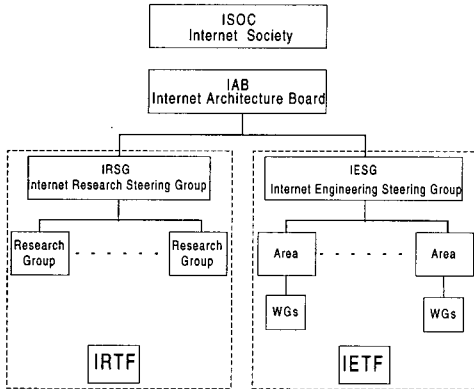 ISOC
Internet Society
IAB
Internet Architecture Board
IRSG
Internet Research Steering Group
IESG
Internet Engineering Steering Group
Research
Group
Research
Group
Area
Area
WGs
WGs
IRTF
IETF